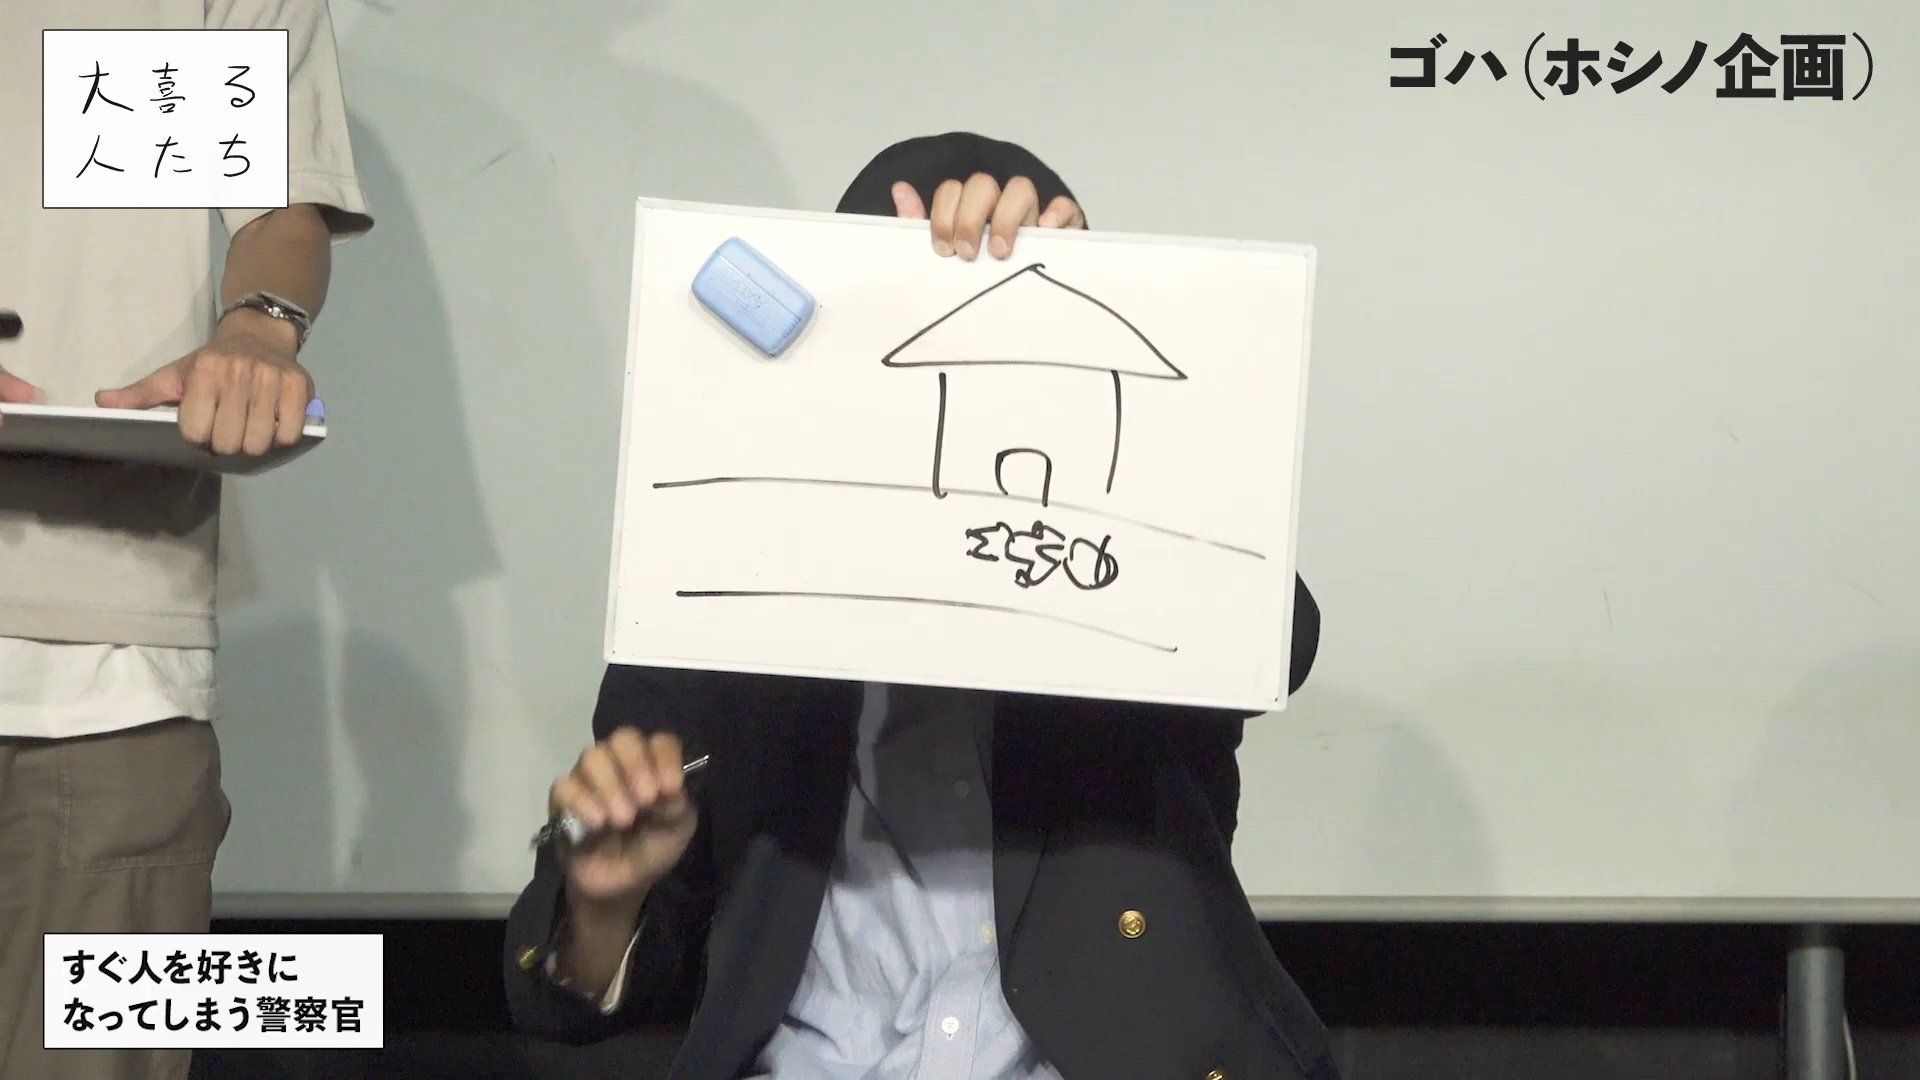 大喜る
人たち
ゴハ（ホシノ企画）
すぐ人を好きに
なってしまう警察官